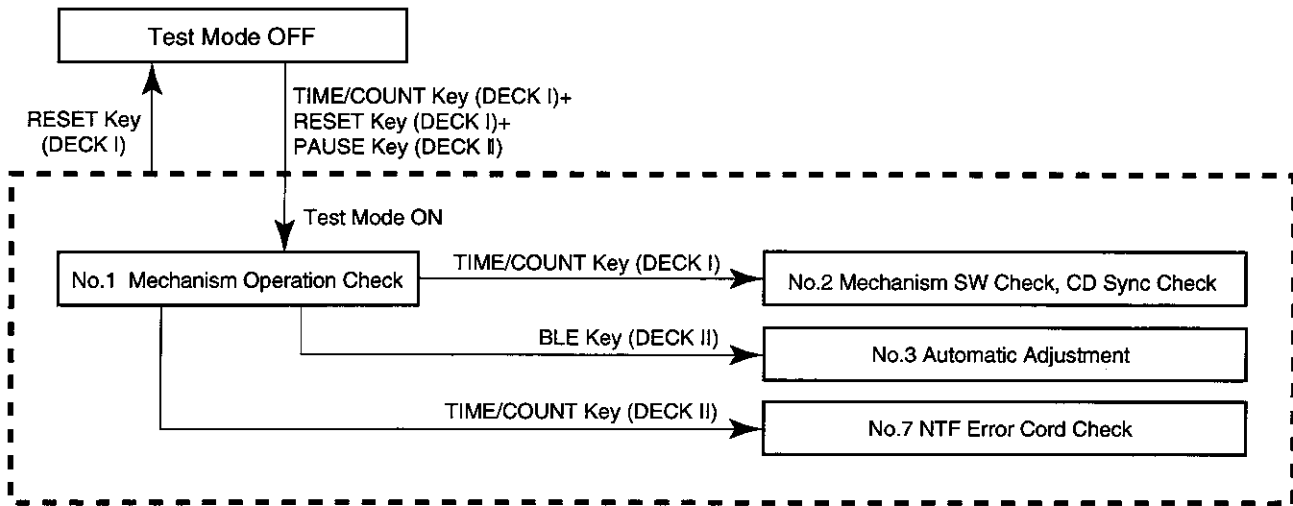 Test Mode OFF
RESET Key
(DECK I)
TIME/COUNT Key (DECK I)+
RESET Key (DECK I)+
PAUSE Key (DECK II)
Test Mode ON
No.1 Mechanism Operation Check
TIME/COUNT Key (DECK I)
No.2 Mechanism SW Check, CD Sync Check
BLE Key (DECK II)
No.3 Automatic Adjustment
TIME/COUNT Key (DECK II)
No.7 NTF Error Cord Check